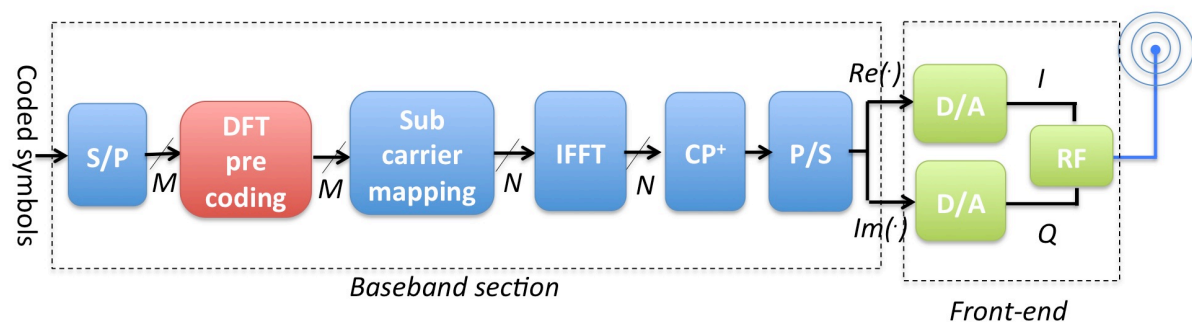 Coded symbols
S/P
M
DFT
pre
coding
M
Sub
carrier
mapping
N
IFFT
N
CP⁺
P/S
Re(·)
Im(·)
D/A
I
D/A
Q
RF
Baseband section
Front-end